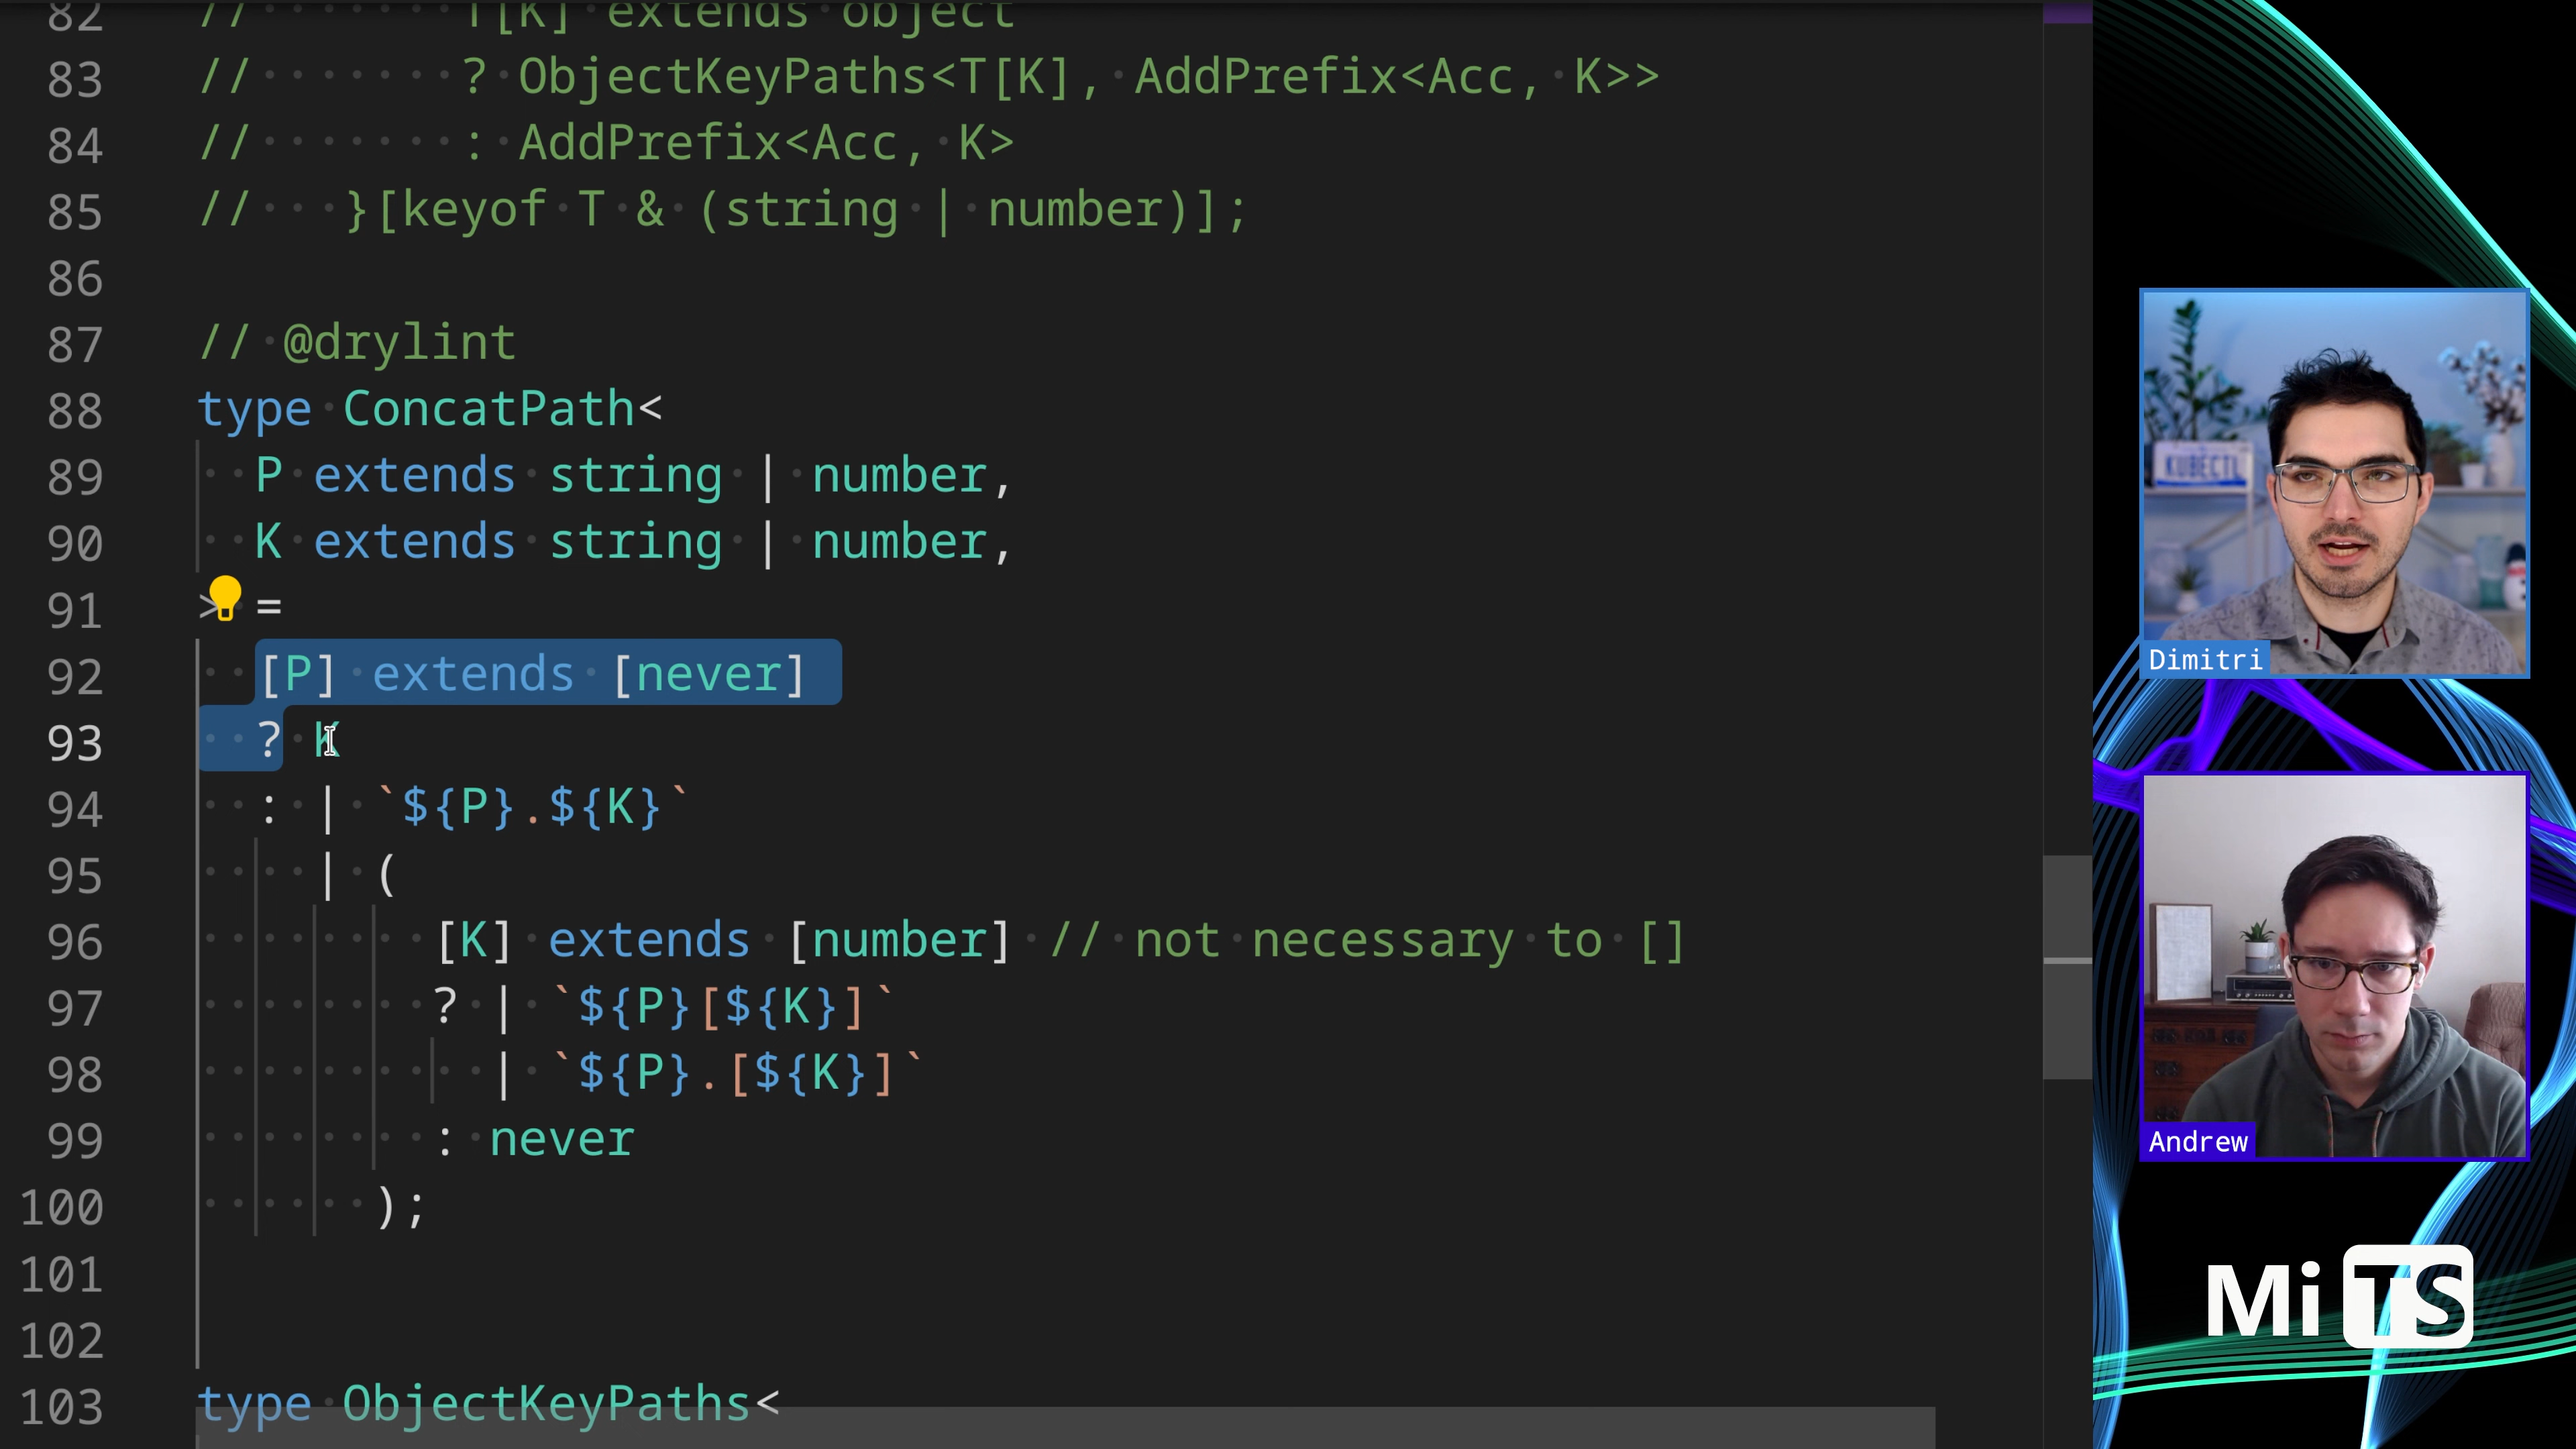 82 // T[K] extends object
83 // ? ObjectKeyPaths<T[K], AddPrefix<Acc, K>>
84 // : AddPrefix<Acc, K>
85 // }[keyof T & (string | number)];
86
87 // @drylint
88 type ConcatPath<
89 P extends string | number,
90 K extends string | number,
91 > =
92 [P] extends [never]
93 ? K
94 : | `${P}.${K}`
95 | (
96 [K] extends [number] // not necessary to []
97 ? | `${P}[${K}]`
98 | `${P}.[${K}]`
99 : never
100 );
101
102
103 type ObjectKeyPaths<
KUBECTL
Dimitri
Andrew
MiTS